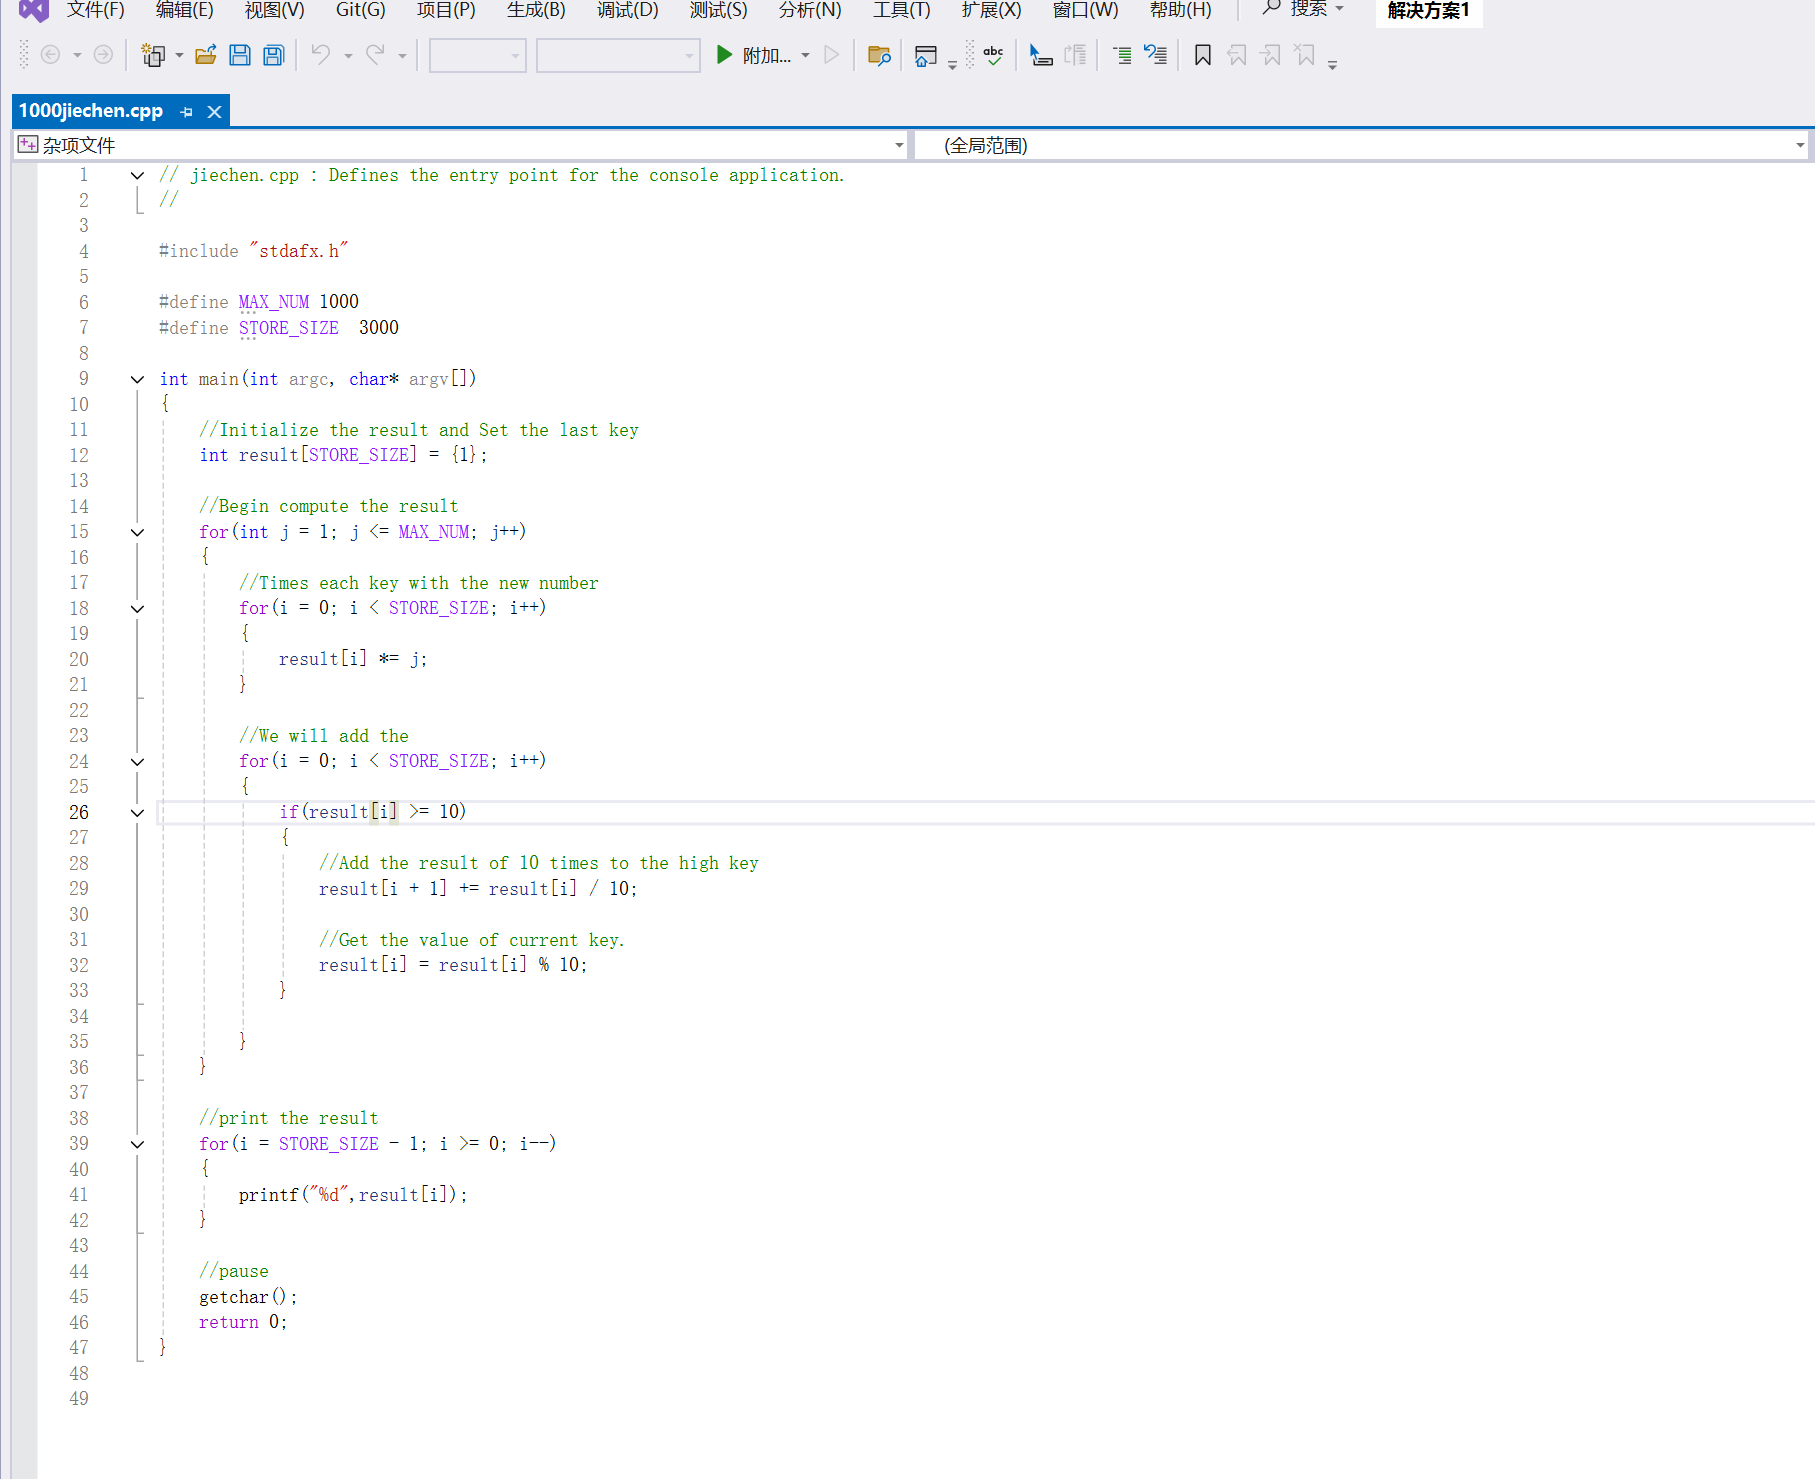 文件(F) 编辑(E) 视图(V) Git(G) 项目(P) 生成(B) 调试(D) 测试(S) 分析(N) 工具(T) 扩展(X) 窗口(W) 帮助(H) 搜索 解决方案1
附加... abc
1000jiechen.cpp
杂项文件 (全局范围)
1 // jiechen.cpp : Defines the entry point for the console application.
2 //
3
4 #include "stdafx.h"
5
6 #define MAX_NUM 1000
7 #define STORE_SIZE  3000
8
9 int main(int argc, char* argv[])
10 {
11     //Initialize the result and Set the last key
12     int result[STORE_SIZE] = {1};
13
14     //Begin compute the result
15     for(int j = 1; j <= MAX_NUM; j++)
16     {
17         //Times each key with the new number
18         for(i = 0; i < STORE_SIZE; i++)
19         {
20             result[i] *= j;
21         }
22
23         //We will add the
24         for(i = 0; i < STORE_SIZE; i++)
25         {
26             if(result[i] >= 10)
27             {
28                 //Add the result of 10 times to the high key
29                 result[i + 1] += result[i] / 10;
30
31                 //Get the value of current key.
32                 result[i] = result[i] % 10;
33             }
34
35         }
36     }
37
38     //print the result
39     for(i = STORE_SIZE - 1; i >= 0; i--)
40     {
41         printf("%d",result[i]);
42     }
43
44     //pause
45     getchar();
46     return 0;
47 }
48
49